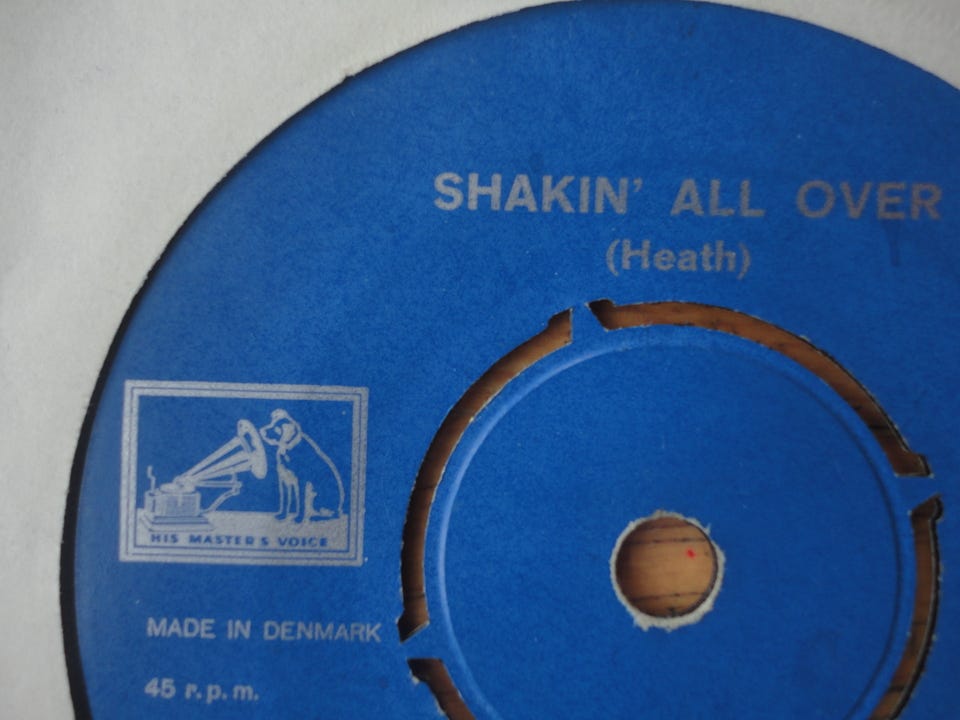 SHAKIN' ALL OVER
(Heath)
HIS MASTER'S VOICE
MADE IN DENMARK
45 r.p.m.